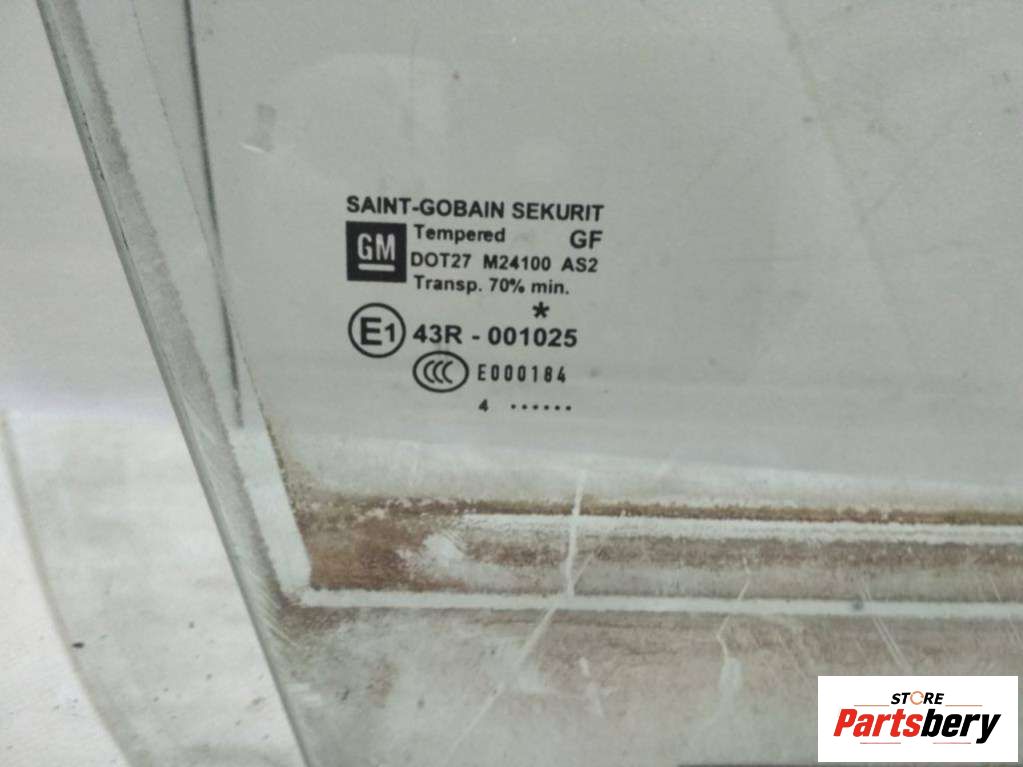 SAINT-GOBAIN SEKURIT
GM
Tempered GF
DOT27 M24100 AS2
Transp. 70% min.
*
E1 43R - 001025
CCC E000184
4 ······
STORE
Partsbery